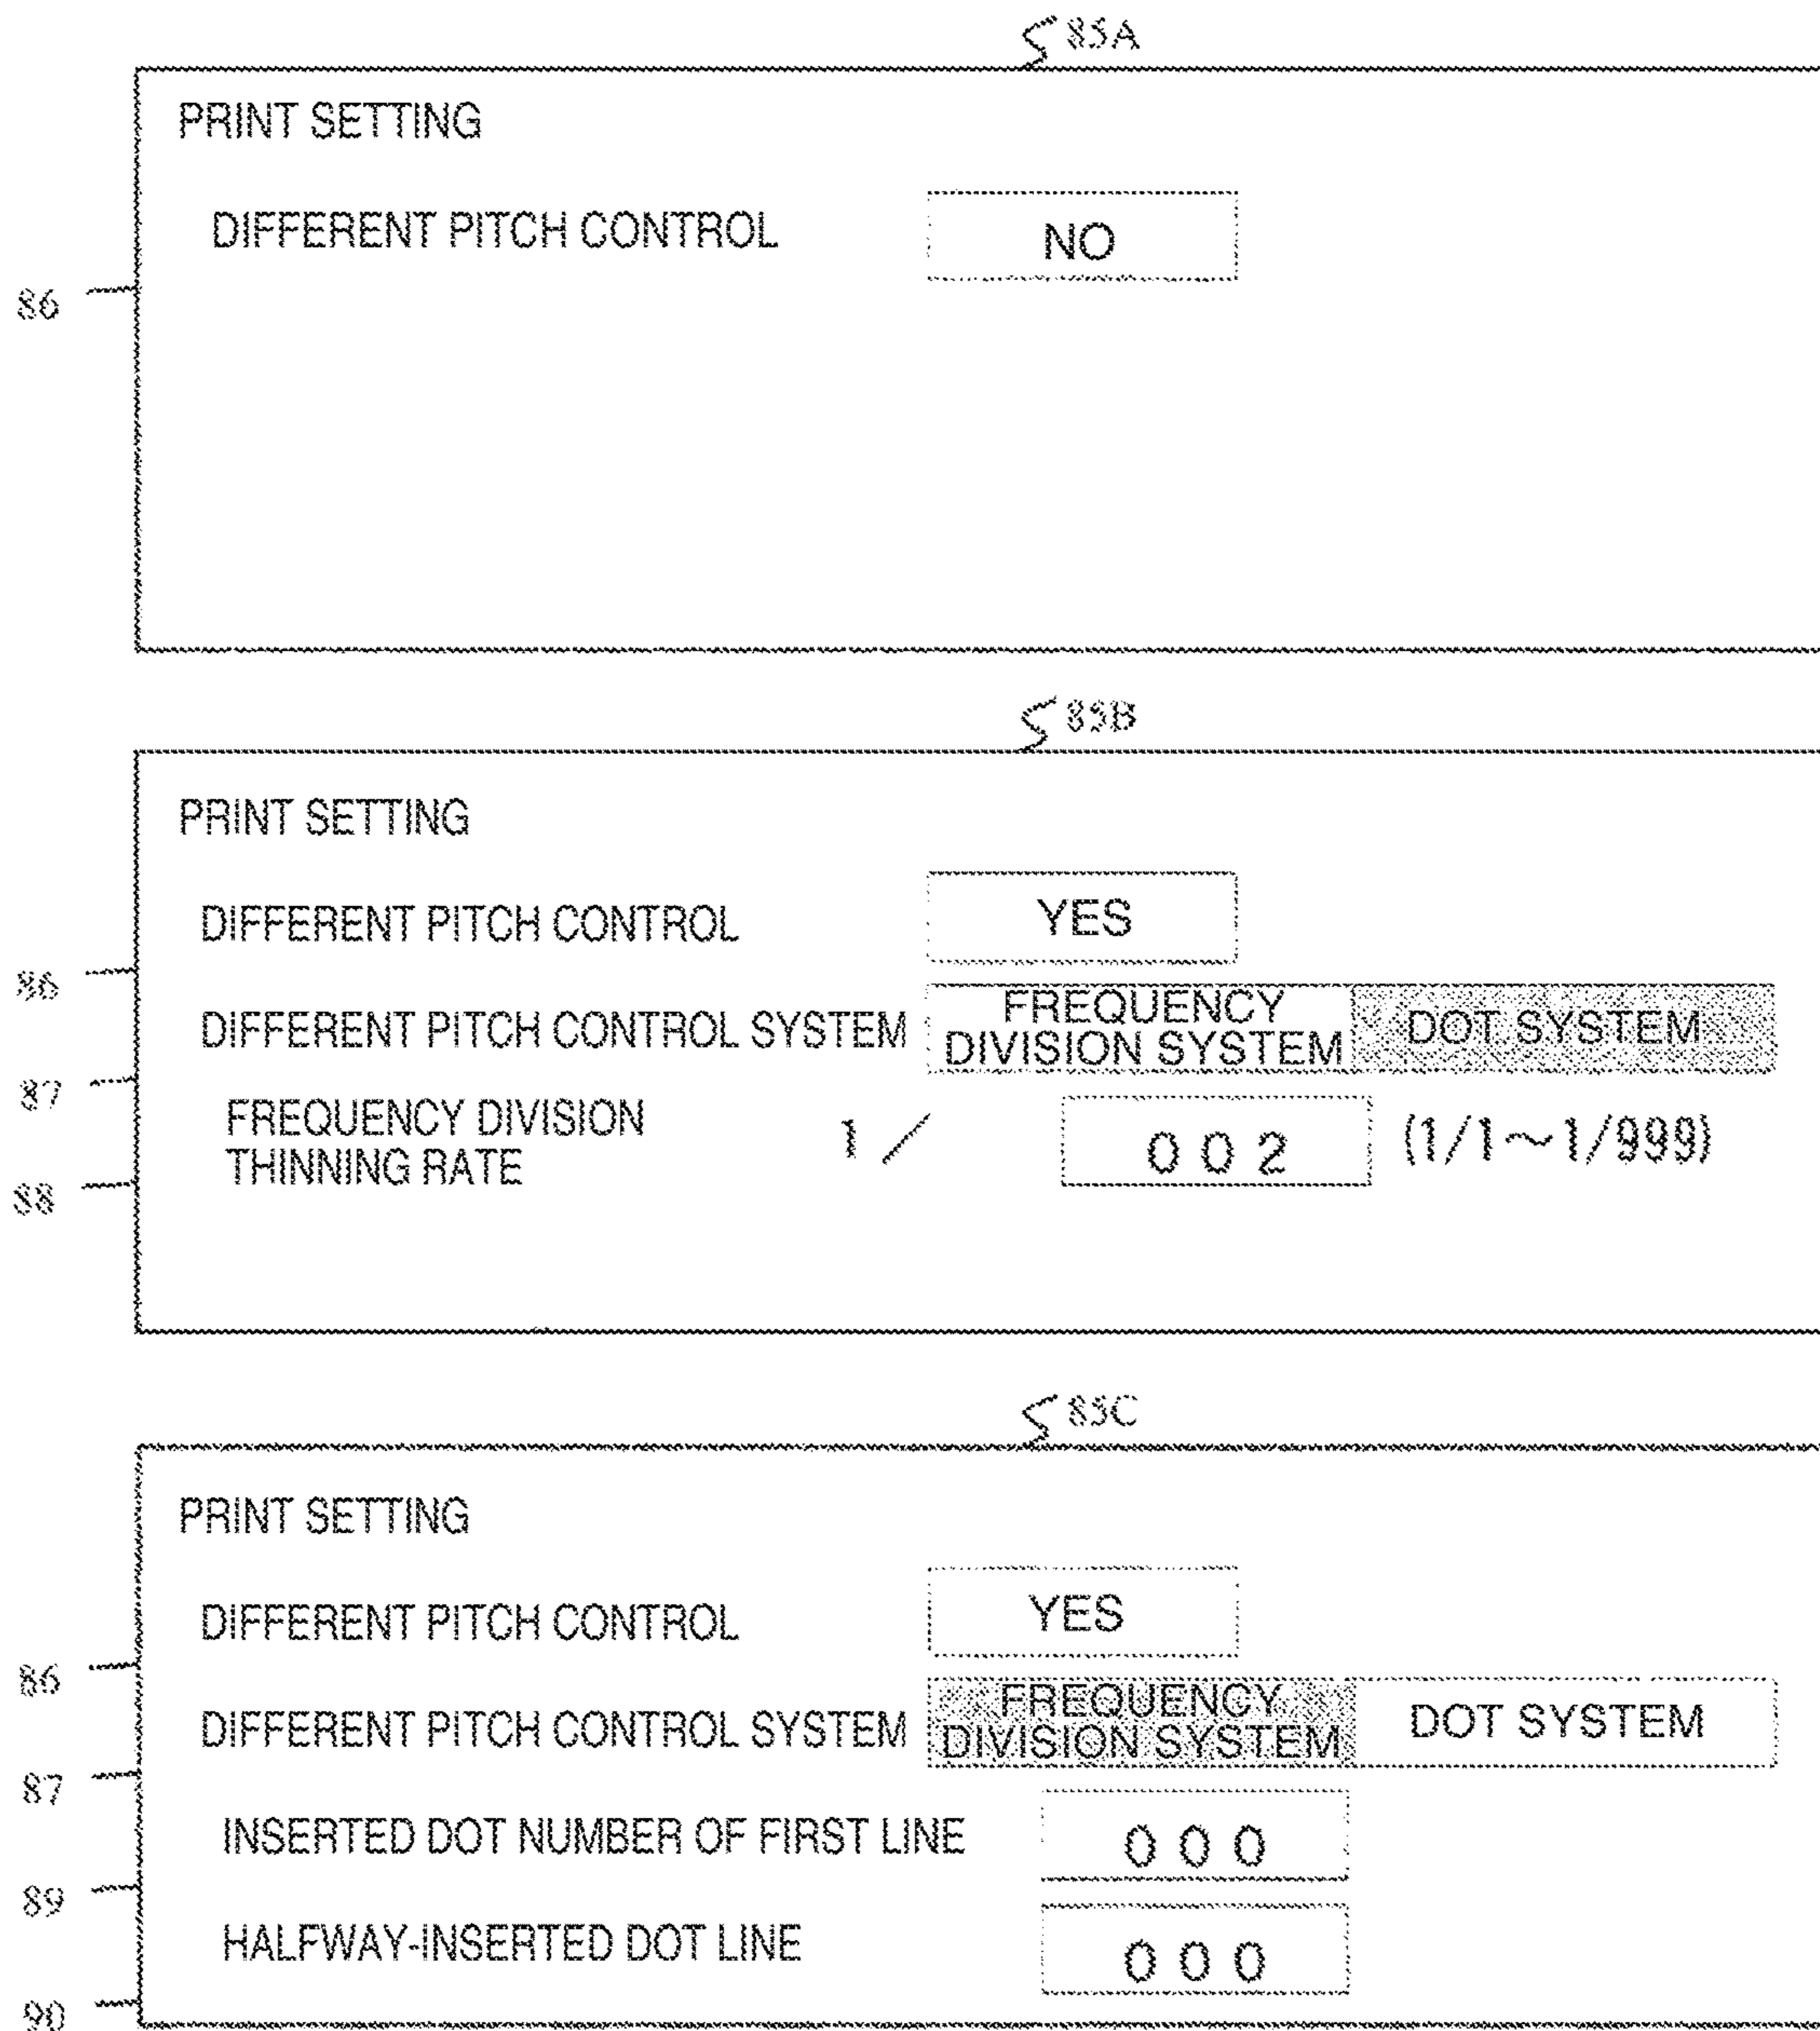 85A
PRINT SETTING
DIFFERENT PITCH CONTROL NO
86
85B
PRINT SETTING
DIFFERENT PITCH CONTROL YES
86
DIFFERENT PITCH CONTROL SYSTEM FREQUENCY DIVISION SYSTEM DOT SYSTEM
87
FREQUENCY DIVISION
THINNING RATE 1 / 0 0 2 (1/1~1/999)
88
85C
PRINT SETTING
DIFFERENT PITCH CONTROL YES
86
DIFFERENT PITCH CONTROL SYSTEM FREQUENCY DIVISION SYSTEM DOT SYSTEM
87
INSERTED DOT NUMBER OF FIRST LINE 0 0 0
89
HALFWAY-INSERTED DOT LINE 0 0 0
90